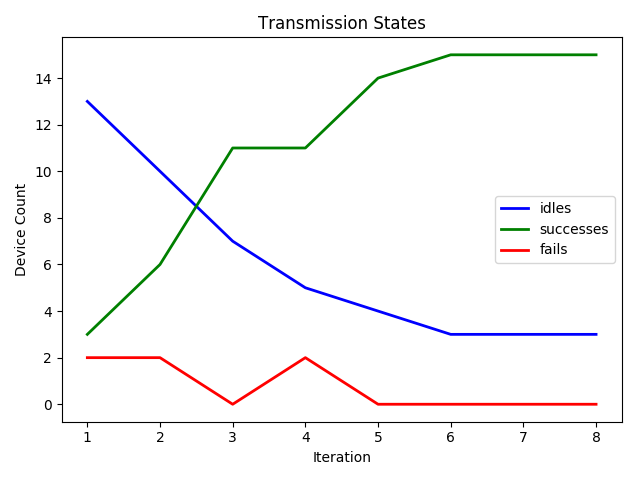 Transmission States
Device Count
14
12
10
8
6
4
2
0
idles
successes
fails
1 2 3 4 5 6 7 8
Iteration